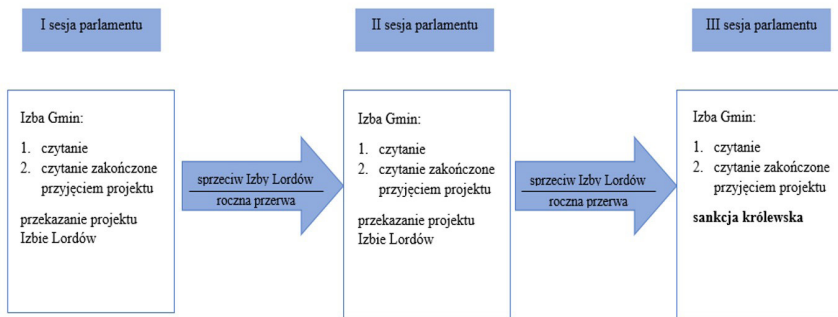 I sesja parlamentu
II sesja parlamentu
III sesja parlamentu
Izba Gmin:
1. czytanie
2. czytanie zakończone
przyjęciem projektu
przekazanie projektu
Izbie Lordów
sprzeciw Izby Lordów
roczna przerwa
Izba Gmin:
1. czytanie
2. czytanie zakończone
przyjęciem projektu
przekazanie projektu
Izbie Lordów
sprzeciw Izby Lordów
roczna przerwa
Izba Gmin:
1. czytanie
2. czytanie zakończone
przyjęciem projektu
sankcja królewska